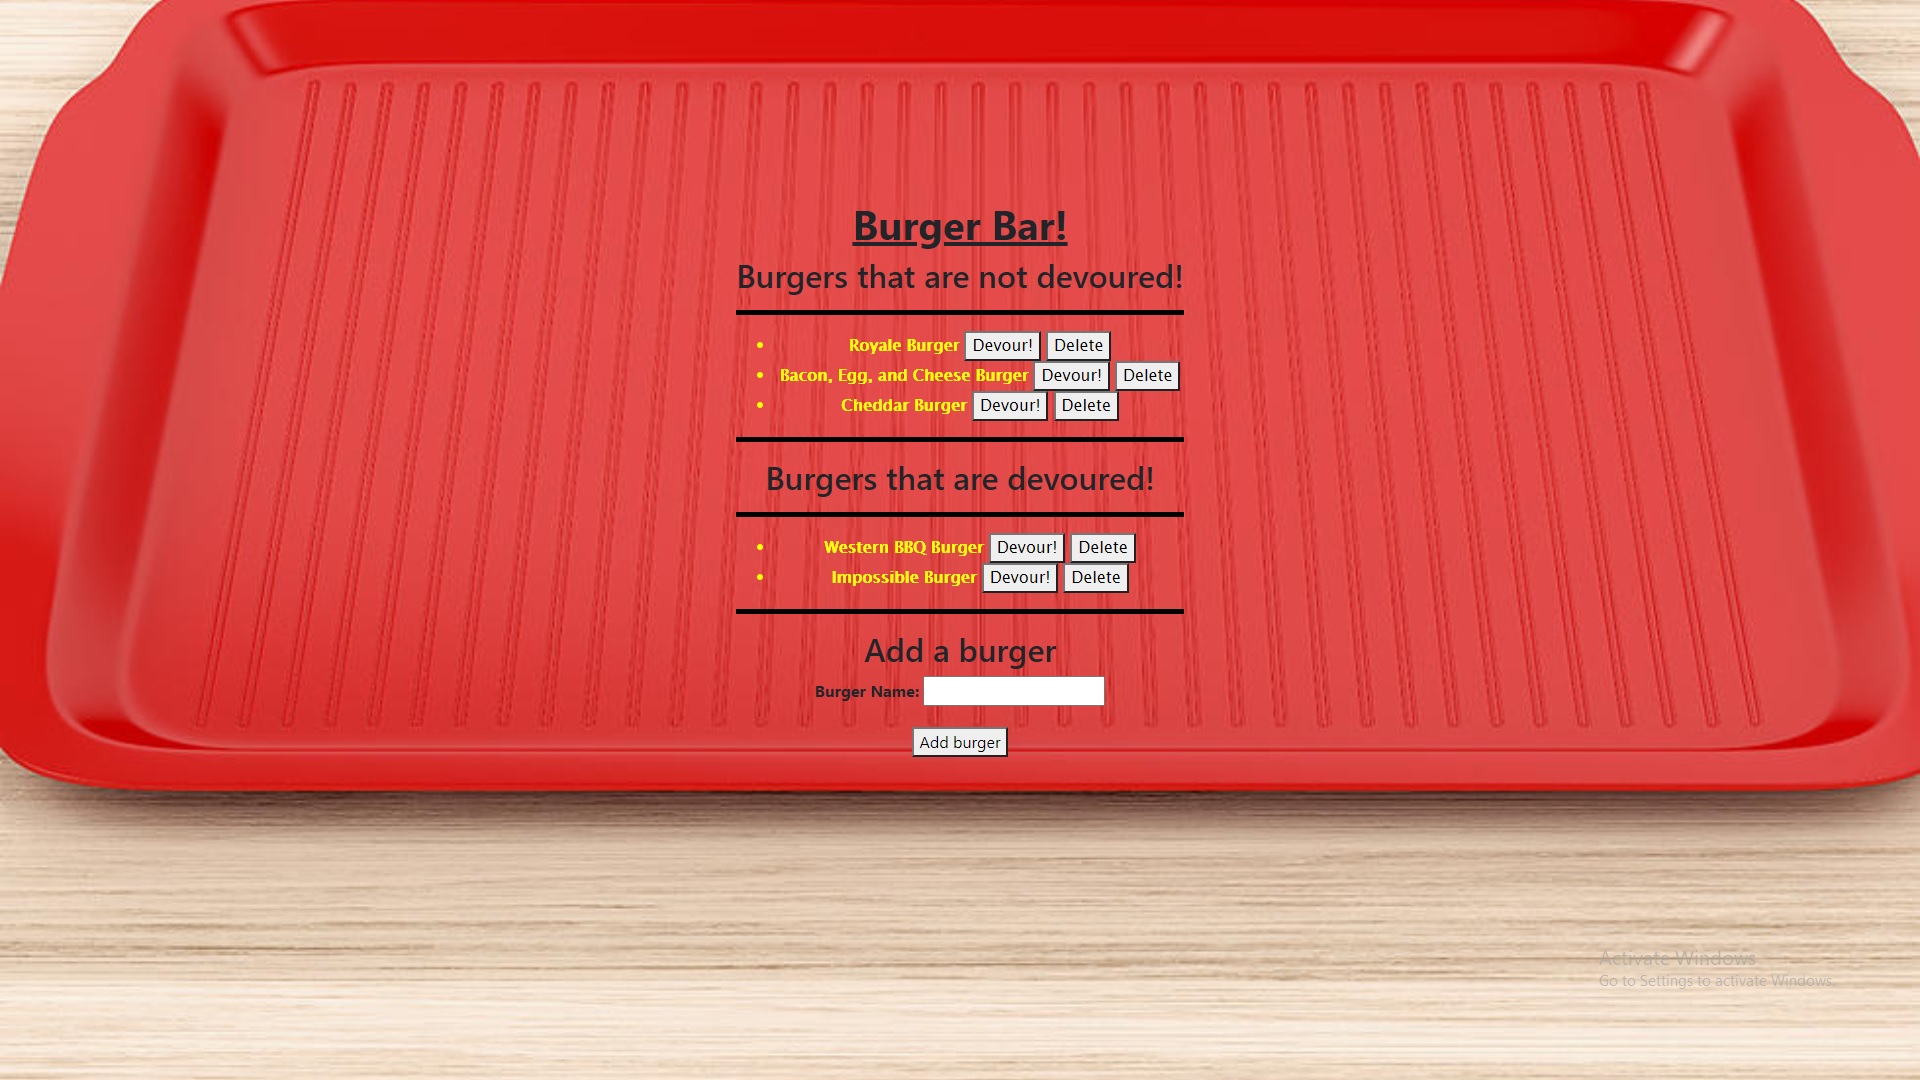 Burger Bar!
Burgers that are not devoured!
Royale Burger Devour! Delete
Bacon, Egg, and Cheese Burger Devour! Delete
Cheddar Burger Devour! Delete
Burgers that are devoured!
Western BBQ Burger Devour! Delete
Impossible Burger Devour! Delete
Add a burger
Burger Name:
Add burger
Activate Windows
Go to Settings to activate Windows.